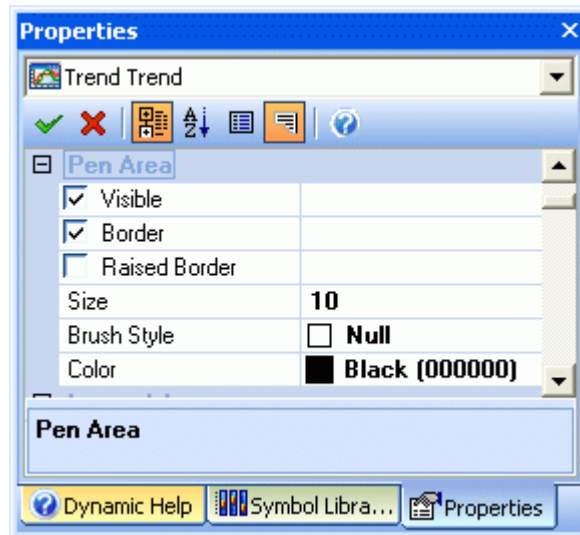 Properties
Trend Trend
Pen Area
Visible
Border
Raised Border
Size 10
Brush Style Null
Color Black (000000)
Pen Area
Dynamic Help Symbol Libra... Properties